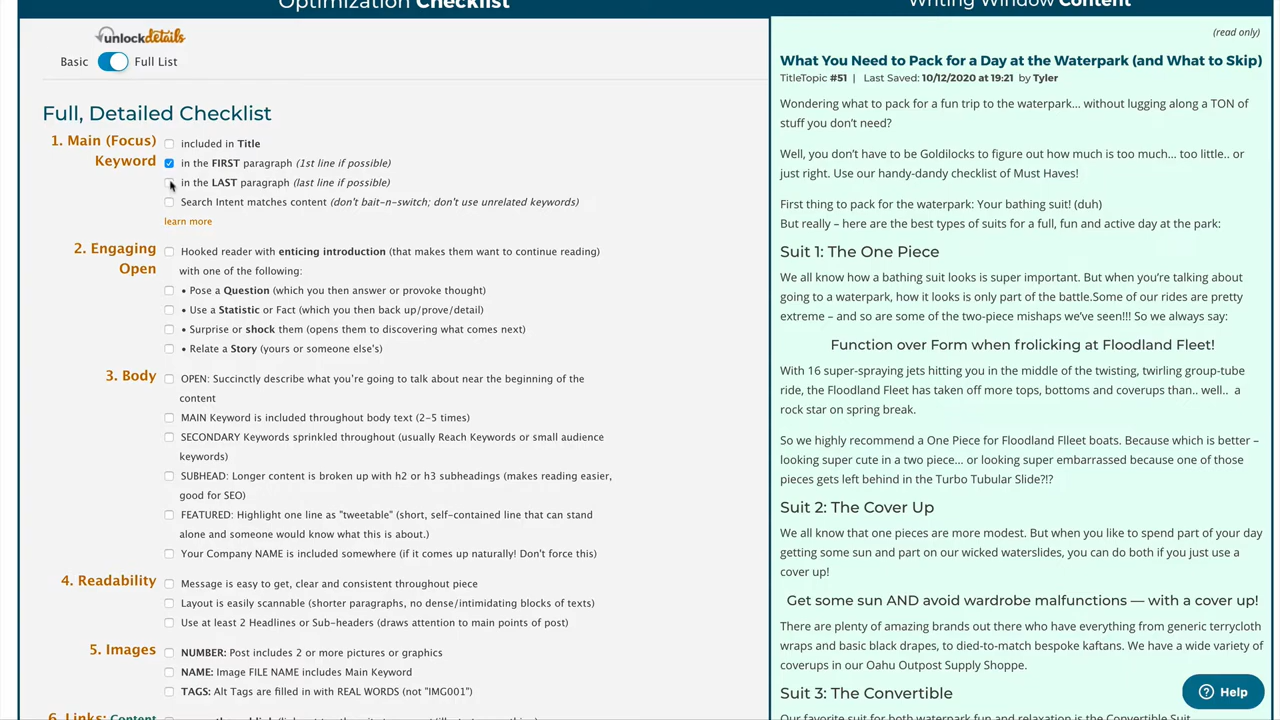 Optimization Checklist
unlockdetails
Basic Full List
Full, Detailed Checklist
1. Main (Focus)
Keyword
included in Title
in the FIRST paragraph (1st line if possible)
in the LAST paragraph (last line if possible)
Search Intent matches content (don't bait-n-switch; don't use unrelated keywords)
learn more
2. Engaging
Open
Hooked reader with enticing introduction (that makes them want to continue reading)
with one of the following:
• Pose a Question (which you then answer or provoke thought)
• Use a Statistic or Fact (which you then back up/prove/detail)
• Surprise or shock them (opens them to discovering what comes next)
• Relate a Story (yours or someone else's)
3. Body
OPEN: Succinctly describe what you're going to talk about near the beginning of the
content
MAIN Keyword is included throughout body text (2-5 times)
SECONDARY Keywords sprinkled throughout (usually Reach Keywords or small audience
keywords)
SUBHEAD: Longer content is broken up with h2 or h3 subheadings (makes reading easier,
good for SEO)
FEATURED: Highlight one line as "tweetable" (short, self-contained line that can stand
alone and someone would know what this is about.)
Your Company NAME is included somewhere (if it comes up naturally! Don't force this)
4. Readability
Message is easy to get, clear and consistent throughout piece
Layout is easily scannable (shorter paragraphs, no dense/intimidating blocks of texts)
Use at least 2 Headlines or Sub-headers (draws attention to main points of post)
5. Images
NUMBER: Post includes 2 or more pictures or graphics
NAME: Image FILE NAME includes Main Keyword
TAGS: Alt Tags are filled in with REAL WORDS (not "IMG001")
6. Links: Content
Writing Window Content
(read only)
What You Need to Pack for a Day at the Waterpark (and What to Skip)
TitleTopic #51 | Last Saved: 10/12/2020 at 19:21 by Tyler
Wondering what to pack for a fun trip to the waterpark... without lugging along a TON of
stuff you don't need?
Well, you don't have to be Goldilocks to figure out how much is too much... too little.. or
just right. Use our handy-dandy checklist of Must Haves!
First thing to pack for the waterpark: Your bathing suit! (duh)
But really – here are the best types of suits for a full, fun and active day at the park:
Suit 1: The One Piece
We all know how a bathing suit looks is super important. But when you're talking about
going to a waterpark, how it looks is only part of the battle.Some of our rides are pretty
extreme – and so are some of the two-piece mishaps we've seen!!! So we always say:
Function over Form when frolicking at Floodland Fleet!
With 16 super-spraying jets hitting you in the middle of the twisting, twirling group-tube
ride, the Floodland Fleet has taken off more tops, bottoms and coverups than.. well.. a
rock star on spring break.
So we highly recommend a One Piece for Floodland Flleet boats. Because which is better –
looking super cute in a two piece... or looking super embarrassed because one of those
pieces gets left behind in the Turbo Tubular Slide?!?
Suit 2: The Cover Up
We all know that one pieces are more modest. But when you like to spend part of your day
getting some sun and part on our wicked waterslides, you can do both if you just use a
cover up!
Get some sun AND avoid wardrobe malfunctions — with a cover up!
There are plenty of amazing brands out there who have everything from generic terrycloth
wraps and basic black drapes, to died-to-match bespoke kaftans. We have a wide variety of
coverups in our Oahu Outpost Supply Shoppe.
Suit 3: The Convertible
Our favorite suit for both waterpark fun and relaxation is the Convertible Suit
Help